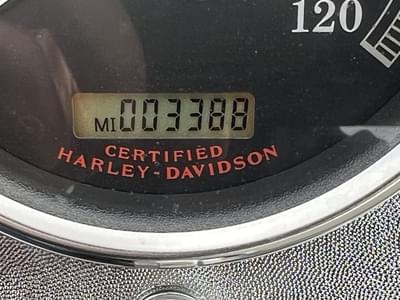 120
MI 003388
CERTIFIED
HARLEY-DAVIDSON